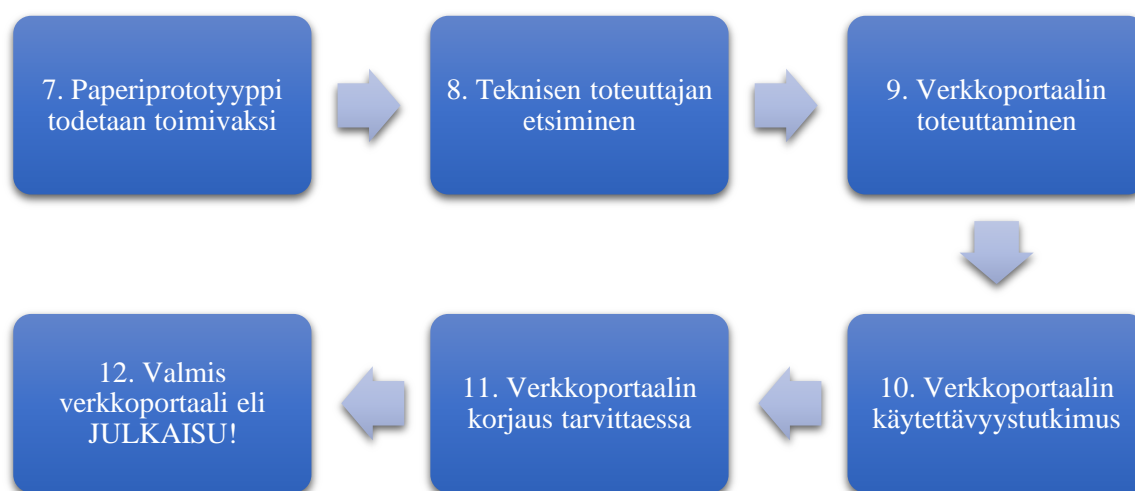 7. Paperiprototyyppi
todetaan toimivaksi
8. Teknisen toteuttajan
etsiminen
9. Verkkoportaalin
toteuttaminen
10. Verkkoportaalin
käytettävyystutkimus
11. Verkkoportaalin
korjaus tarvittaessa
12. Valmis
verkkoportaali eli
JULKAISU!